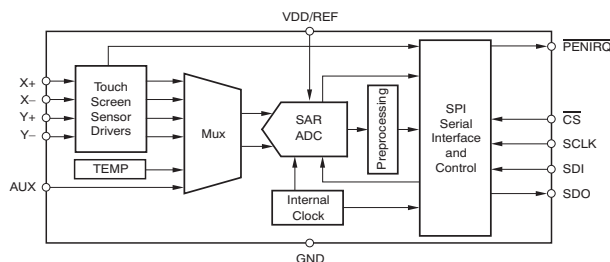 VDD/REF
PENIRQ
X+
X–
Y+
Y–
Touch
Screen
Sensor
Drivers
Mux
SAR
ADC
Preprocessing
SPI
Serial
Interface
and
Control
CS
SCLK
SDI
SDO
TEMP
AUX
Internal
Clock
GND